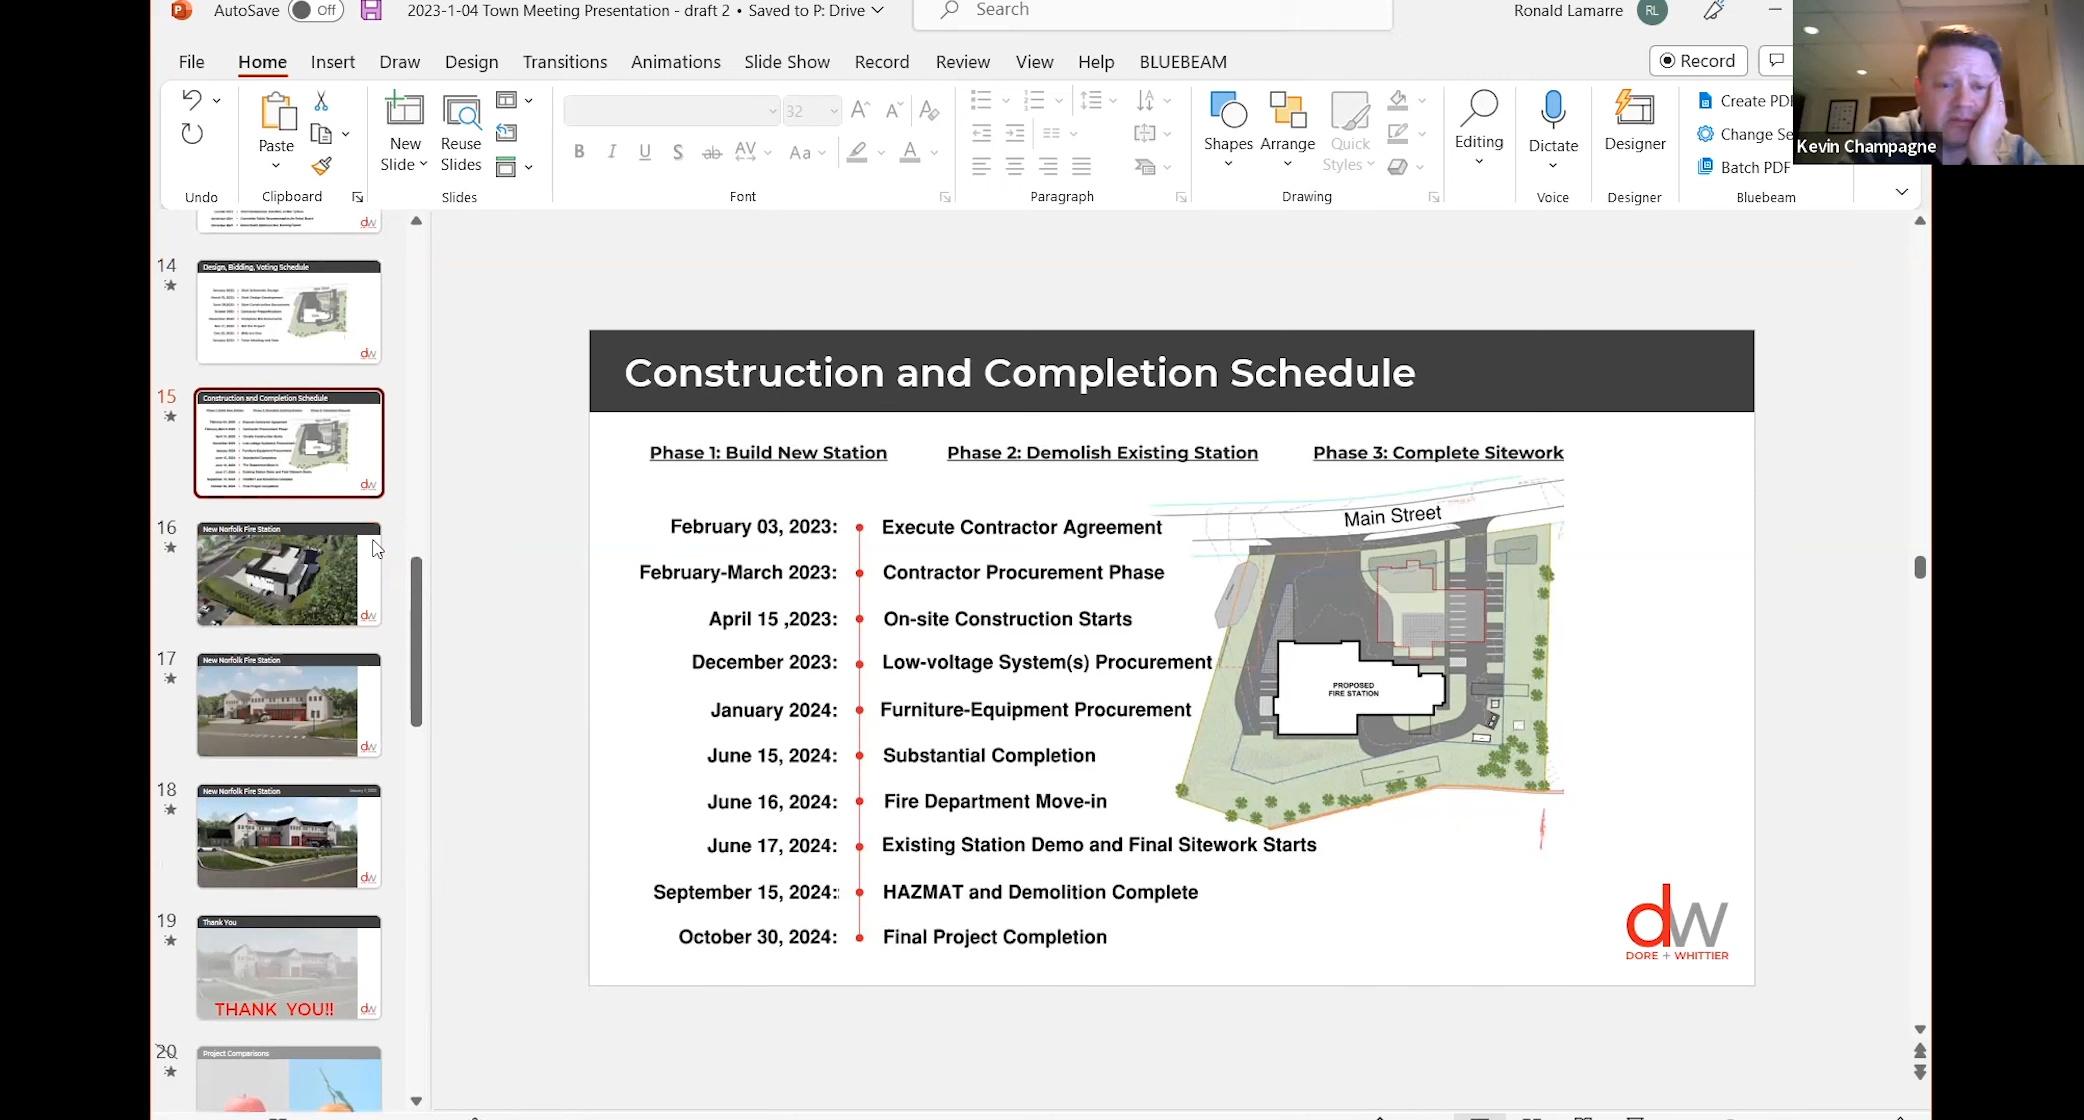 AutoSave Off
2023-1-04 Town Meeting Presentation - draft 2 • Saved to P: Drive
Search
Ronald Lamarre RL
File Home Insert Draw Design Transitions Animations Slide Show Record Review View Help BLUEBEAM
Record
Kevin Champagne
Paste
New
Slide
Reuse
Slides
32
Shapes
Arrange
Quick
Styles
Editing
Dictate
Designer
Create PDF
Change Se
Batch PDF
Undo Clipboard Slides Font Paragraph Drawing Voice Designer Bluebeam
14
Design, Bidding, Voting Schedule
15
Construction and Completion Schedule
16
New Norfolk Fire Station
17
New Norfolk Fire Station
18
New Norfolk Fire Station
19
Thank You
THANK YOU!!
20
Project Comparisons
Construction and Completion Schedule
Phase 1: Build New Station Phase 2: Demolish Existing Station Phase 3: Complete Sitework
February 03, 2023: Execute Contractor Agreement
February-March 2023: Contractor Procurement Phase
April 15 ,2023: On-site Construction Starts
December 2023: Low-voltage System(s) Procurement
January 2024: Furniture-Equipment Procurement
June 15, 2024: Substantial Completion
June 16, 2024: Fire Department Move-in
June 17, 2024: Existing Station Demo and Final Sitework Starts
September 15, 2024:: HAZMAT and Demolition Complete
October 30, 2024: Final Project Completion
Main Street
PROPOSED
FIRE STATION
dw
DORE + WHITTIER